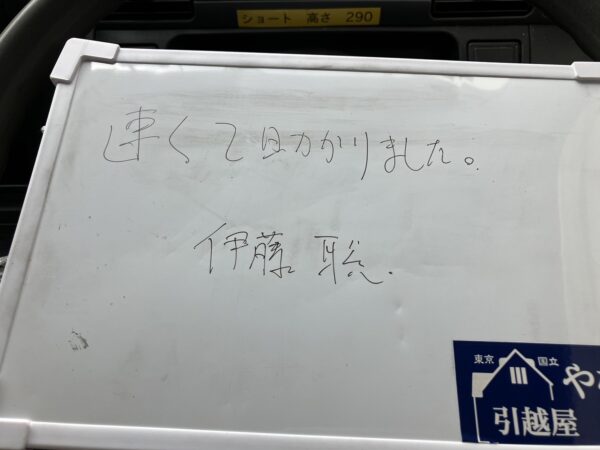 ショート 高さ 290
速くて助かりました。
伊藤 聡
東京 国立
引越屋